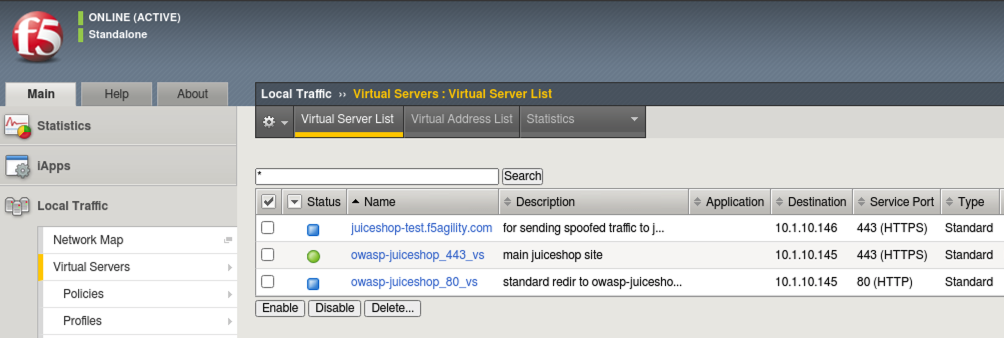 f5
ONLINE (ACTIVE)
Standalone
Main Help About
Local Traffic ›› Virtual Servers : Virtual Server List
Virtual Server List Virtual Address List Statistics
Statistics
iApps
Local Traffic
Network Map
Virtual Servers
Policies
Profiles
* Search
Status Name Description Application Destination Service Port Type
juiceshop-test.f5agility.com for sending spoofed traffic to j... 10.1.10.146 443 (HTTPS) Standard
owasp-juiceshop_443_vs main juiceshop site 10.1.10.145 443 (HTTPS) Standard
owasp-juiceshop_80_vs standard redir to owasp-juicesho... 10.1.10.145 80 (HTTP) Standard
Enable Disable Delete...